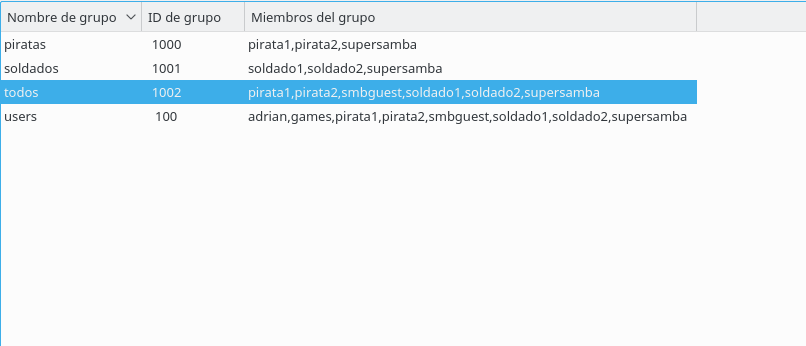 Nombre de grupo ID de grupo Miembros del grupo
piratas 1000 pirata1,pirata2,supersamba
soldados 1001 soldado1,soldado2,supersamba
todos 1002 pirata1,pirata2,smbguest,soldado1,soldado2,supersamba
users 100 adrian,games,pirata1,pirata2,smbguest,soldado1,soldado2,supersamba